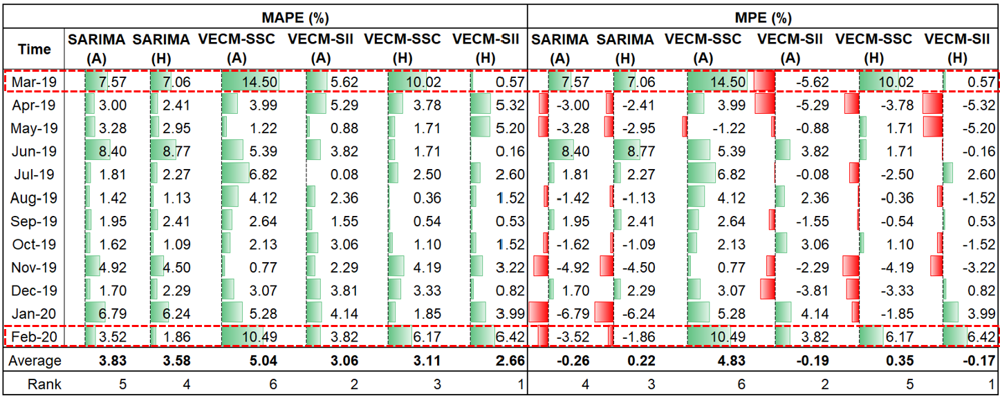 MAPE (%) MPE (%)
Time SARIMA (A) SARIMA (H) VECM-SSC (A) VECM-SII (A) VECM-SSC (H) VECM-SII (H) SARIMA (A) SARIMA (H) VECM-SSC (A) VECM-SII (A) VECM-SSC (H) VECM-SII (H)
Mar-19 7.57 7.06 14.50 5.62 10.02 0.57 7.57 7.06 14.50 -5.62 10.02 0.57
Apr-19 3.00 2.41 3.99 5.29 3.78 5.32 -3.00 -2.41 3.99 -5.29 -3.78 -5.32
May-19 3.28 2.95 1.22 0.88 1.71 5.20 -3.28 -2.95 -1.22 -0.88 1.71 -5.20
Jun-19 8.40 8.77 5.39 3.82 1.71 0.16 8.40 8.77 5.39 3.82 1.71 -0.16
Jul-19 1.81 2.27 6.82 0.08 2.50 2.60 1.81 2.27 6.82 -0.08 -2.50 2.60
Aug-19 1.42 1.13 4.12 2.36 0.36 1.52 -1.42 -1.13 4.12 2.36 -0.36 -1.52
Sep-19 1.95 2.41 2.64 1.55 0.54 0.53 1.95 2.41 2.64 -1.55 -0.54 0.53
Oct-19 1.62 1.09 2.13 3.06 1.10 1.52 -1.62 -1.09 2.13 3.06 1.10 -1.52
Nov-19 4.92 4.50 0.77 2.29 4.19 3.22 -4.92 -4.50 0.77 -2.29 -4.19 -3.22
Dec-19 1.70 2.29 3.07 3.81 3.33 0.82 1.70 2.29 3.07 -3.81 -3.33 0.82
Jan-20 6.79 6.24 5.28 4.14 1.85 3.99 -6.79 -6.24 5.28 4.14 -1.85 3.99
Feb-20 3.52 1.86 10.49 3.82 6.17 6.42 -3.52 -1.86 10.49 3.82 6.17 6.42
Average 3.83 3.58 5.04 3.06 3.11 2.66 -0.26 0.22 4.83 -0.19 0.35 -0.17
Rank 5 4 6 2 3 1 4 3 6 2 5 1